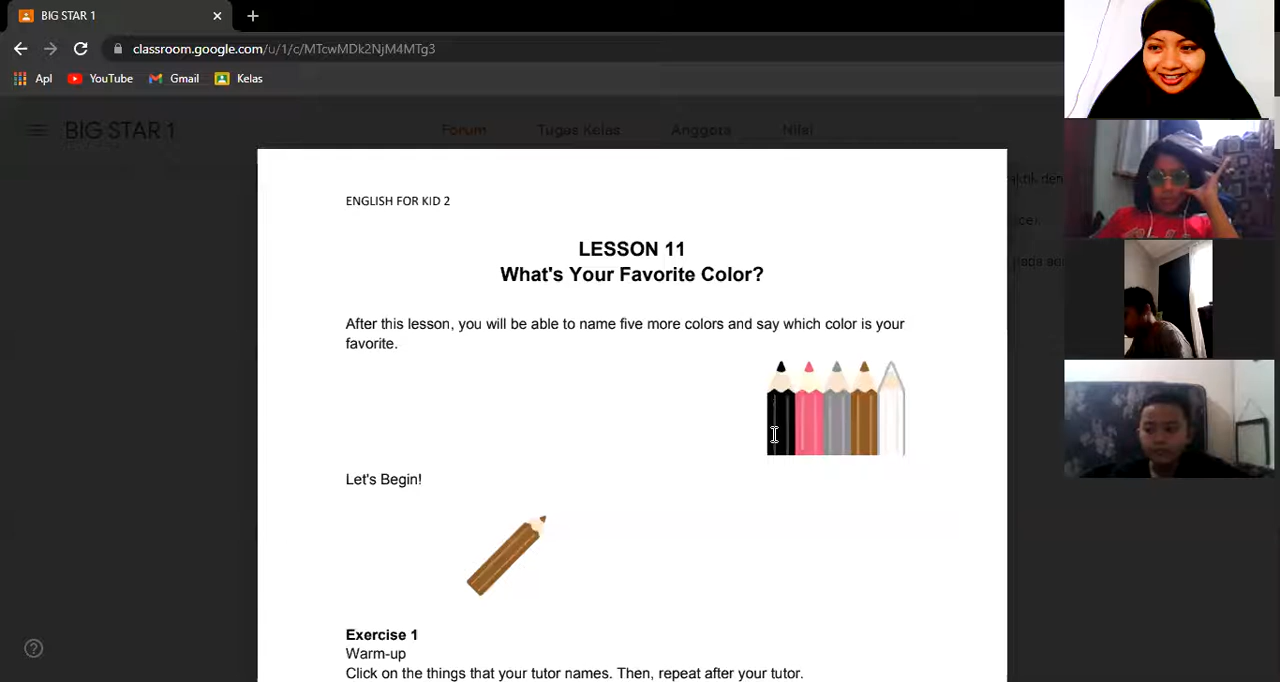 BIG STAR 1
classroom.google.com/u/1/c/MTcwMDk2NjM4MTg3
Apl YouTube Gmail Kelas
BIG STAR 1 Forum Tugas Kelas Anggota Nilai
ENGLISH FOR KID 2
LESSON 11
What's Your Favorite Color?
After this lesson, you will be able to name five more colors and say which color is your
favorite.
Let's Begin!
Exercise 1
Warm-up
Click on the things that your tutor names. Then, repeat after your tutor.